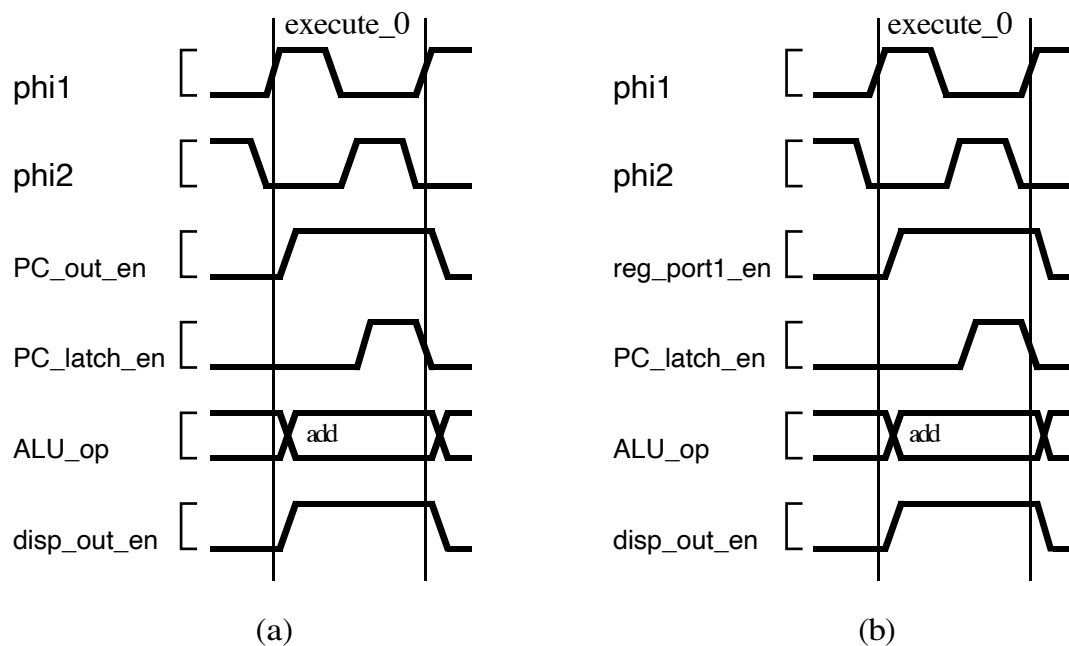 execute_0
phi1
phi2
PC_out_en
PC_latch_en
ALU_op
add
disp_out_en
(a)
execute_0
phi1
phi2
reg_port1_en
PC_latch_en
ALU_op
add
disp_out_en
(b)